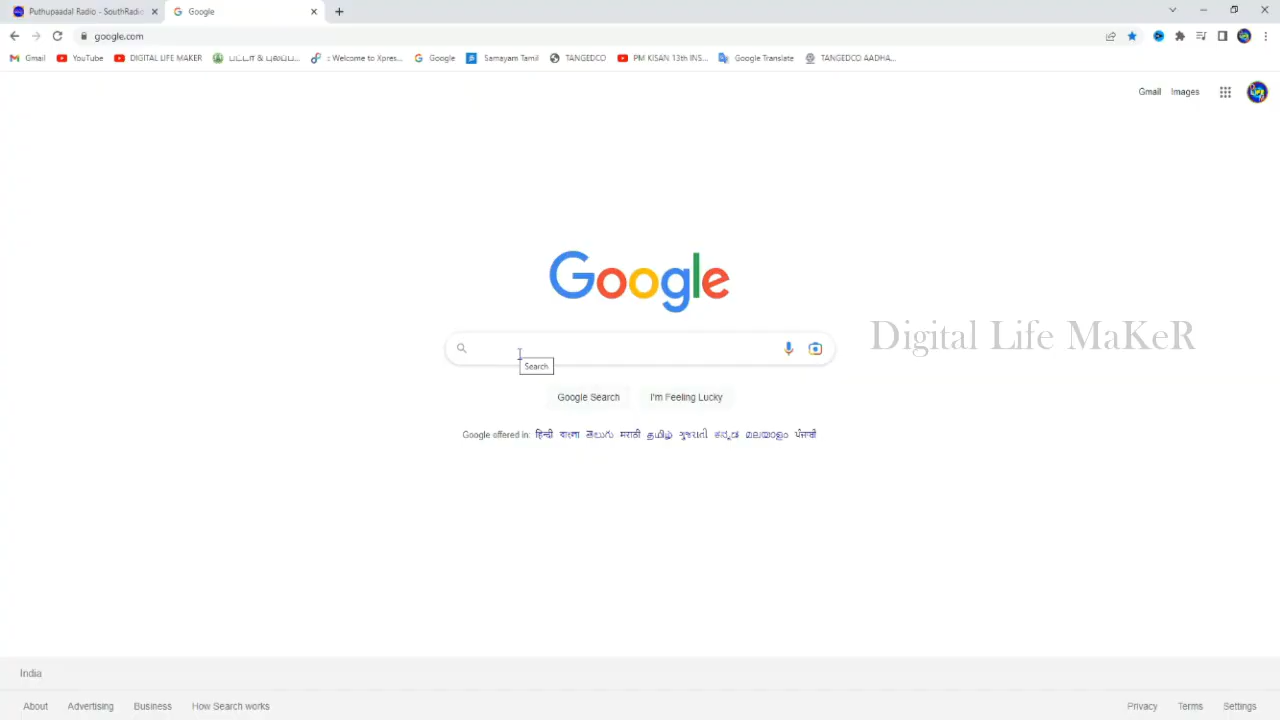 Puthupaadal Radio - SouthRadio
Google
google.com
Gmail YouTube DIGITAL LIFE MAKER பட்டா & புலப்ப... :: Welcome to Xpres... Google Samayam Tamil TANGEDCO PM KISAN 13th INS... Google Translate TANGEDCO AADHA...
Gmail Images
Google
Digital Life MaKeR
Search
Google Search I'm Feeling Lucky
Google offered in: हिन्दी বাংলা తెలుగు मराठी தமிழ் ગુજરાતી ಕನ್ನಡ മലയാളം ਪੰਜਾਬੀ
India
About Advertising Business How Search works Privacy Terms Settings